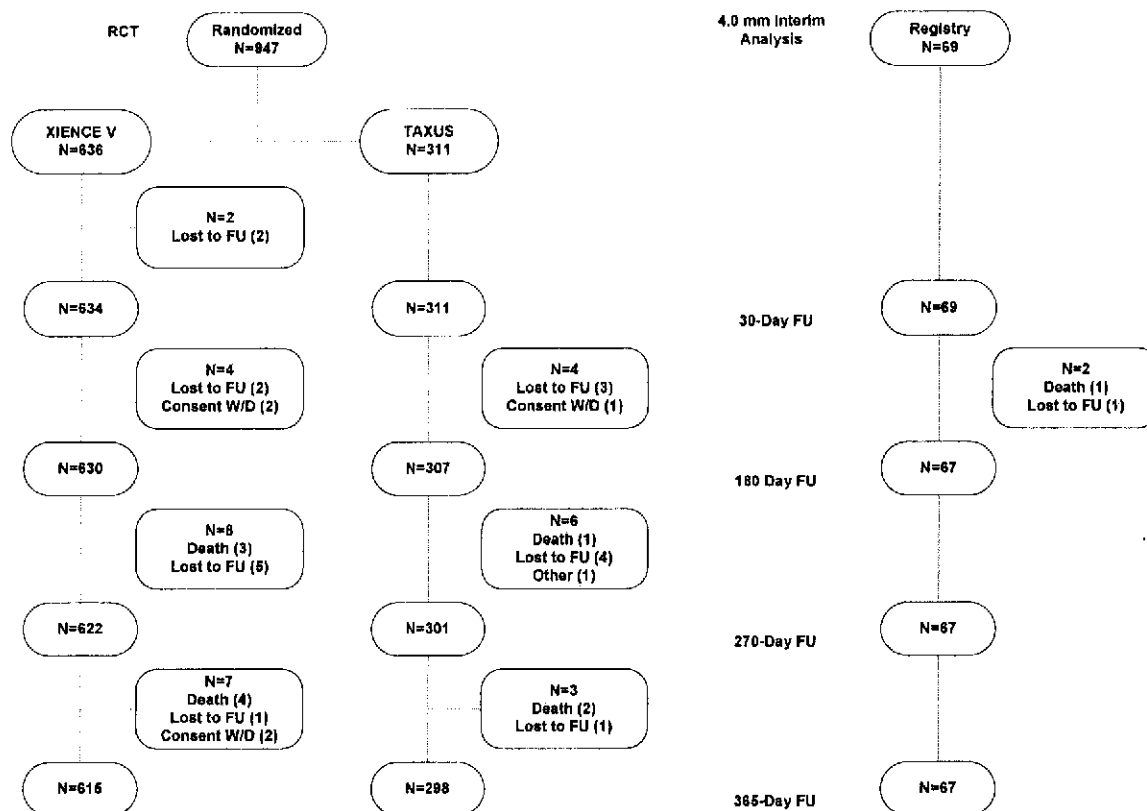 RCT
Randomized
N=947
4.0 mm Interim
Analysis
Registry
N=69
XIENCE V
N=636
TAXUS
N=311
N=2
Lost to FU (2)
N=634
N=311
30-Day FU
N=69
N=4
Lost to FU (2)
Consent W/D (2)
N=4
Lost to FU (3)
Consent W/D (1)
N=2
Death (1)
Lost to FU (1)
N=630
N=307
180 Day FU
N=67
N=8
Death (3)
Lost to FU (5)
N=6
Death (1)
Lost to FU (4)
Other (1)
N=622
N=301
270-Day FU
N=67
N=7
Death (4)
Lost to FU (1)
Consent W/D (2)
N=3
Death (2)
Lost to FU (1)
N=615
N=298
365-Day FU
N=67